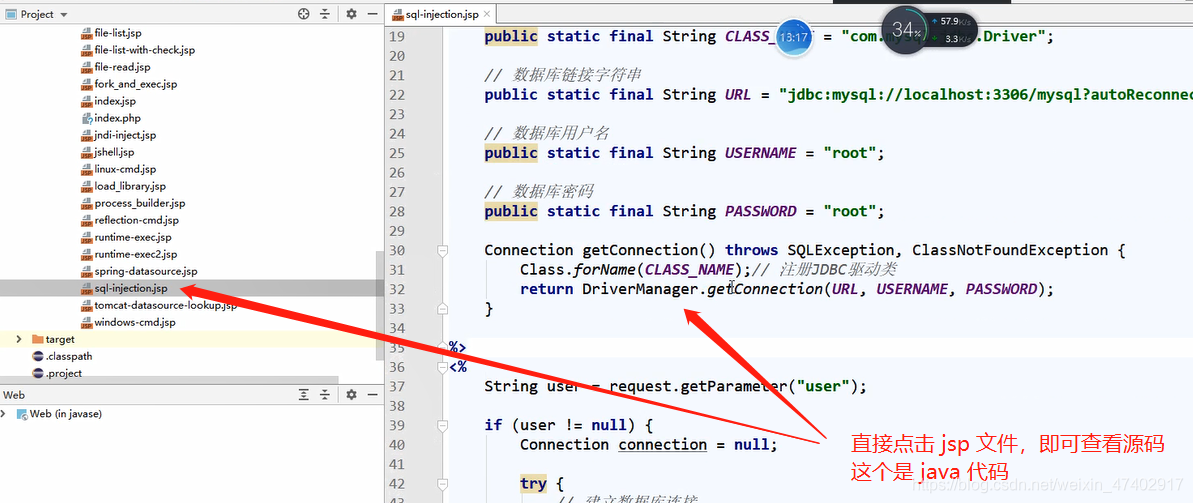 Project
sql-injection.jsp
file-list.jsp
file-list-with-check.jsp
file-read.jsp
fork_and_exec.jsp
index.jsp
index.php
jndi-inject.jsp
jshell.jsp
linux-cmd.jsp
load_library.jsp
process_builder.jsp
reflection-cmd.jsp
runtime-exec.jsp
runtime-exec2.jsp
spring-datasource.jsp
sql-injection.jsp
tomcat-datasource-lookup.jsp
windows-cmd.jsp
target
.classpath
.project
Web
Web (in javase)
13:17
34%
57.9K/s
3.3K/s
19 public static final String CLASS_ = "com. .Driver";
20
21 // 数据库链接字符串
22 public static final String URL = "jdbc:mysql://localhost:3306/mysql?autoReconnec
23
24 // 数据库用户名
25 public static final String USERNAME = "root";
26
27 // 数据库密码
28 public static final String PASSWORD = "root";
29
30 Connection getConnection() throws SQLException, ClassNotFoundException {
31 Class.forName(CLASS_NAME);// 注册JDBC驱动类
32 return DriverManager.getConnection(URL, USERNAME, PASSWORD);
33 }
34
35 %>
36 <%
37 String user = request.getParameter("user");
38
39 if (user != null) {
40 Connection connection = null;
41
42 try {
43 // 建立数据库连接
直接点击 jsp 文件，即可查看源码
这个是 java 代码
https://blog.csdn.net/weixin_47402917